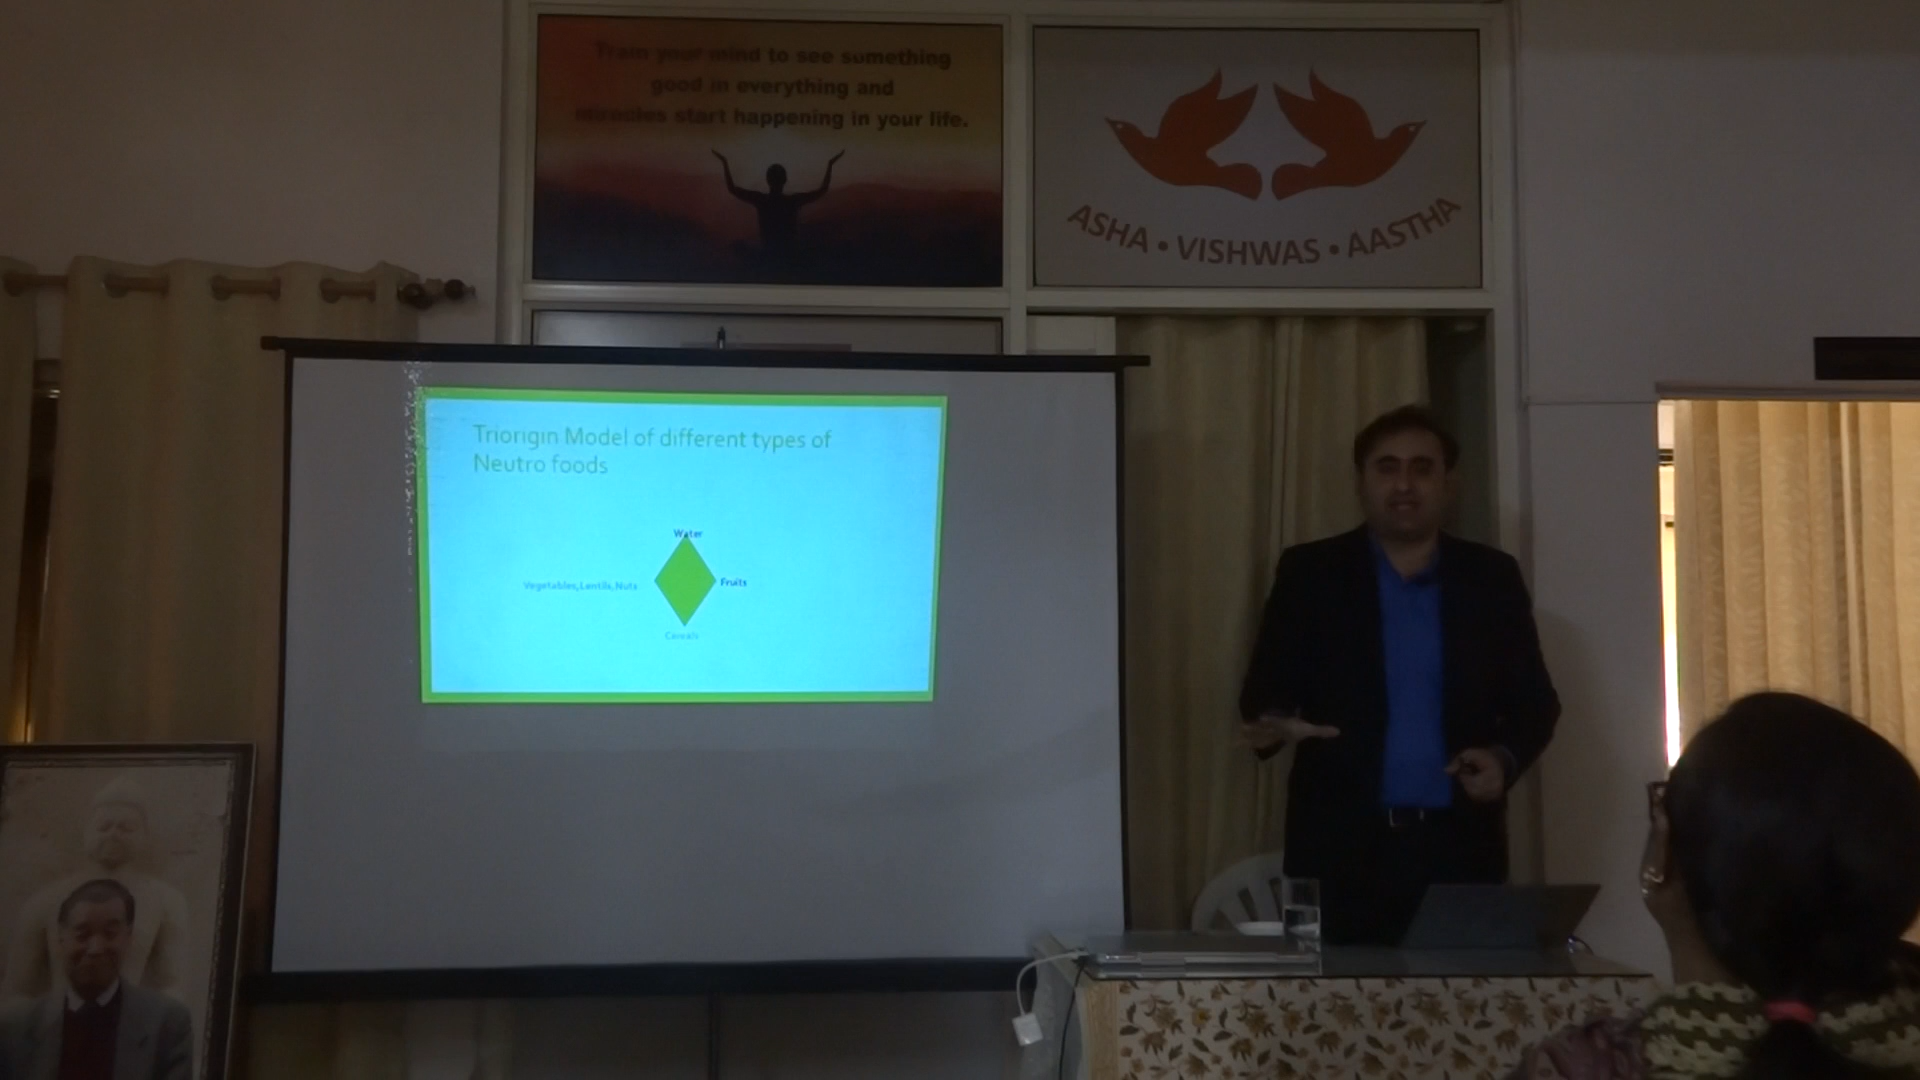 Train your mind to see something
good in everything and
miracles start happening in your life.
ASHA • VISHWAS • AASTHA
Triorigin Model of different types of
Neutro foods
Water
Vegetables, Lentils, Nuts
Fruits
Cereals